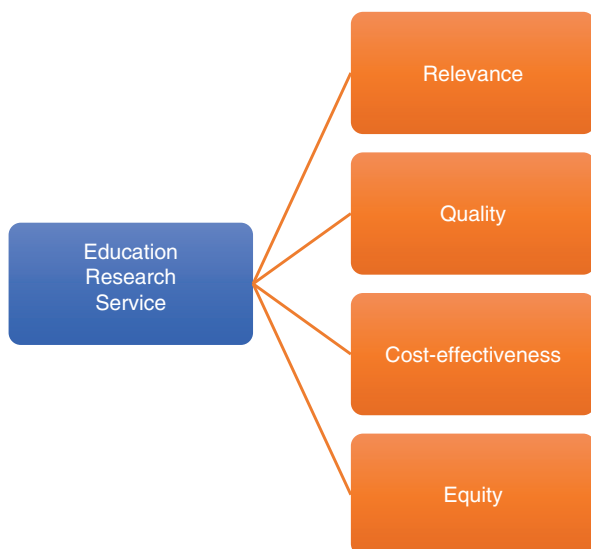 Education
Research
Service
Relevance
Quality
Cost-effectiveness
Equity